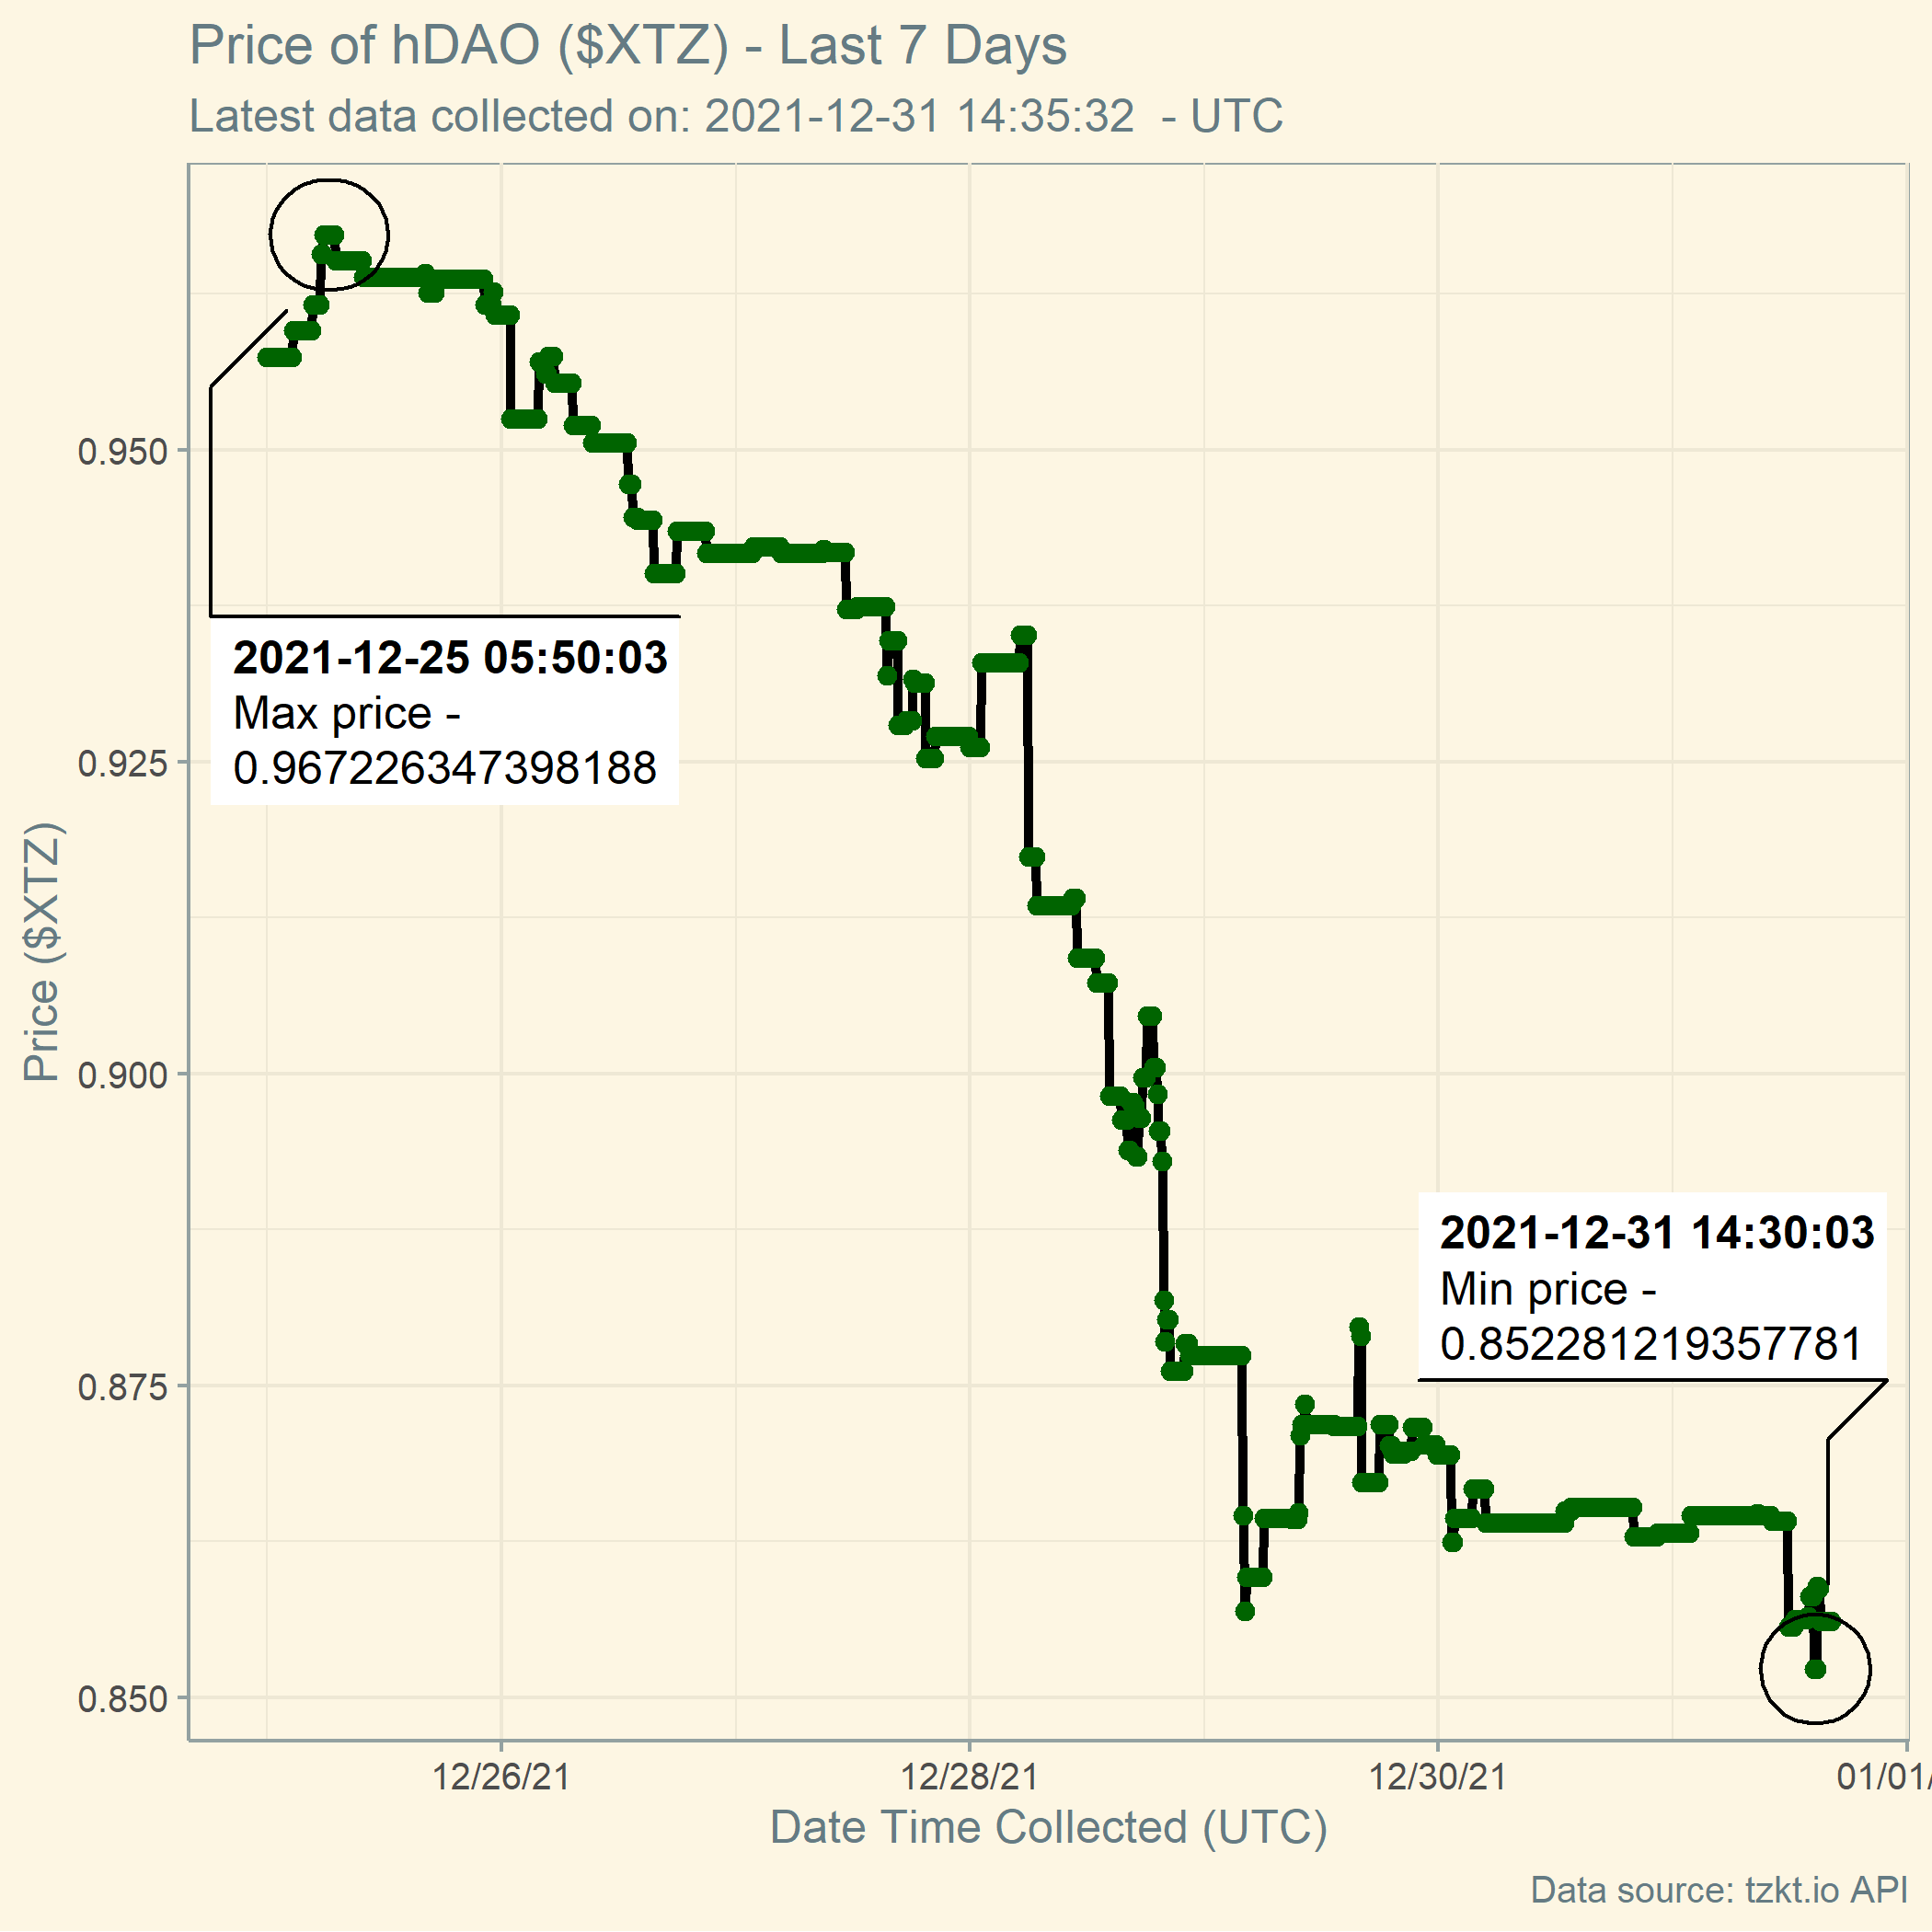 Price of hDAO ($XTZ) - Last 7 Days
Latest data collected on: 2021-12-31 14:35:32  - UTC
Price ($XTZ)
0.950
0.925
0.900
0.875
0.850
2021-12-25 05:50:03
Max price -
0.967226347398188
2021-12-31 14:30:03
Min price -
0.852281219357781
12/26/21
12/28/21
12/30/21
01/01/
Date Time Collected (UTC)
Data source: tzkt.io API